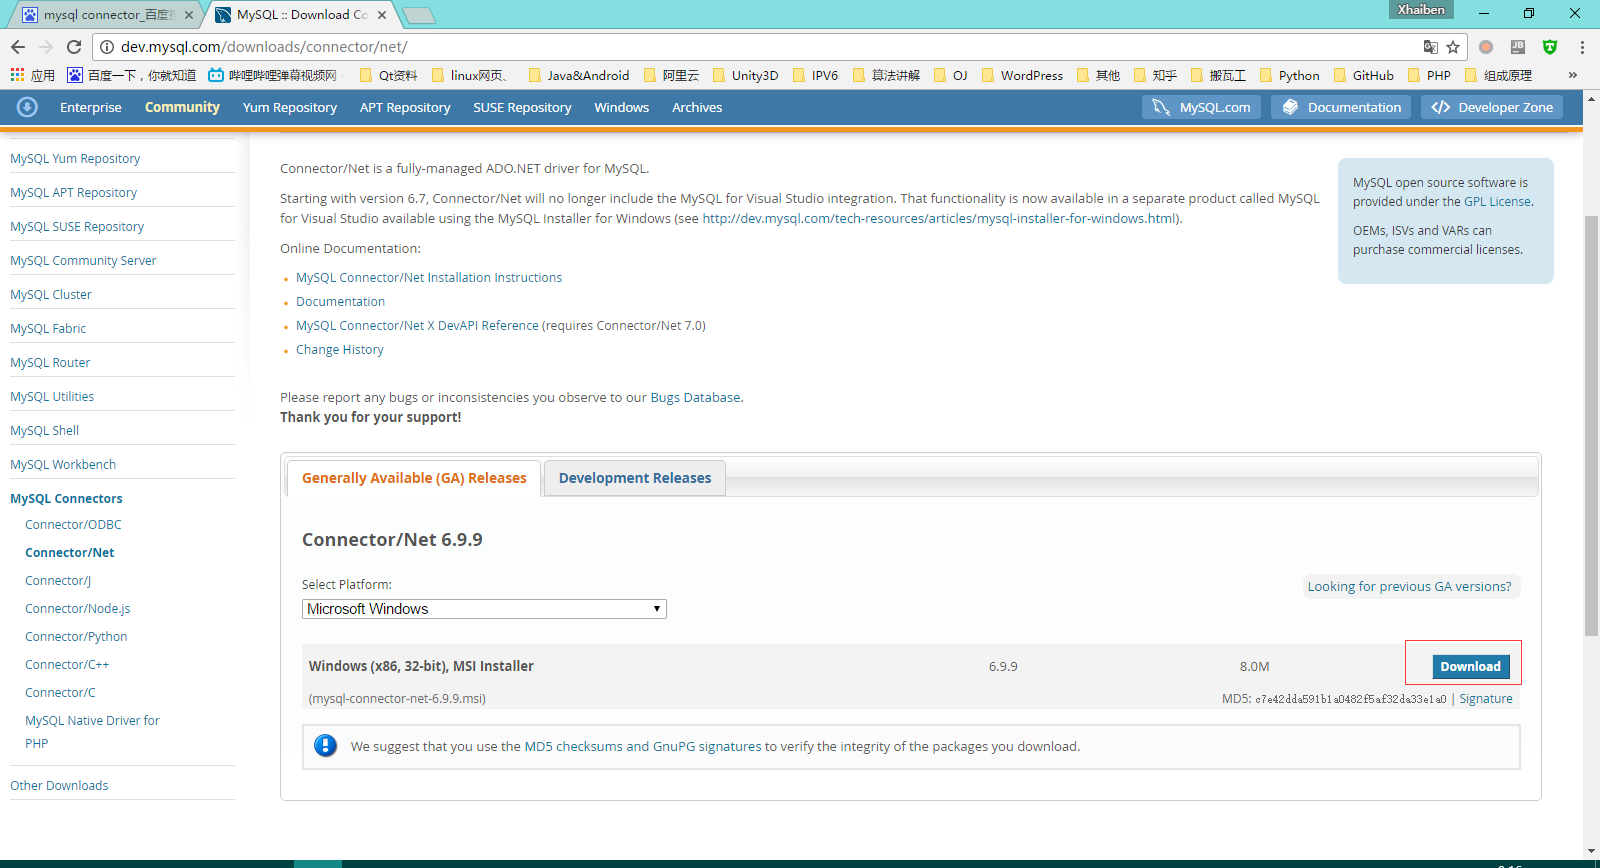 mysql connector_百度
MySQL :: Download Co
Xhaiben
dev.mysql.com/downloads/connector/net/
应用
百度一下，你就知道
哔哩哔哩弹幕视频网
Qt资料
linux网页、
Java&Android
阿里云
Unity3D
IPV6
算法讲解
OJ
WordPress
其他
知乎
搬瓦工
Python
GitHub
PHP
组成原理
»
Enterprise
Community
Yum Repository
APT Repository
SUSE Repository
Windows
Archives
MySQL.com
Documentation
Developer Zone
MySQL Yum Repository
MySQL APT Repository
MySQL SUSE Repository
MySQL Community Server
MySQL Cluster
MySQL Fabric
MySQL Router
MySQL Utilities
MySQL Shell
MySQL Workbench
MySQL Connectors
Connector/ODBC
Connector/Net
Connector/J
Connector/Node.js
Connector/Python
Connector/C++
Connector/C
MySQL Native Driver for
PHP
Other Downloads
Connector/Net is a fully-managed ADO.NET driver for MySQL.
Starting with version 6.7, Connector/Net will no longer include the MySQL for Visual Studio integration. That functionality is now available in a separate product called MySQL
for Visual Studio available using the MySQL Installer for Windows (see http://dev.mysql.com/tech-resources/articles/mysql-installer-for-windows.html).
Online Documentation:
MySQL Connector/Net Installation Instructions
Documentation
MySQL Connector/Net X DevAPI Reference (requires Connector/Net 7.0)
Change History
Please report any bugs or inconsistencies you observe to our Bugs Database.
Thank you for your support!
MySQL open source software is
provided under the GPL License.
OEMs, ISVs and VARs can
purchase commercial licenses.
Generally Available (GA) Releases
Development Releases
Connector/Net 6.9.9
Select Platform:
Microsoft Windows
Looking for previous GA versions?
Windows (x86, 32-bit), MSI Installer
6.9.9
8.0M
Download
(mysql-connector-net-6.9.9.msi)
MD5: c7e42dda591b1a0482f5af32da33e1a0 | Signature
We suggest that you use the MD5 checksums and GnuPG signatures to verify the integrity of the packages you download.